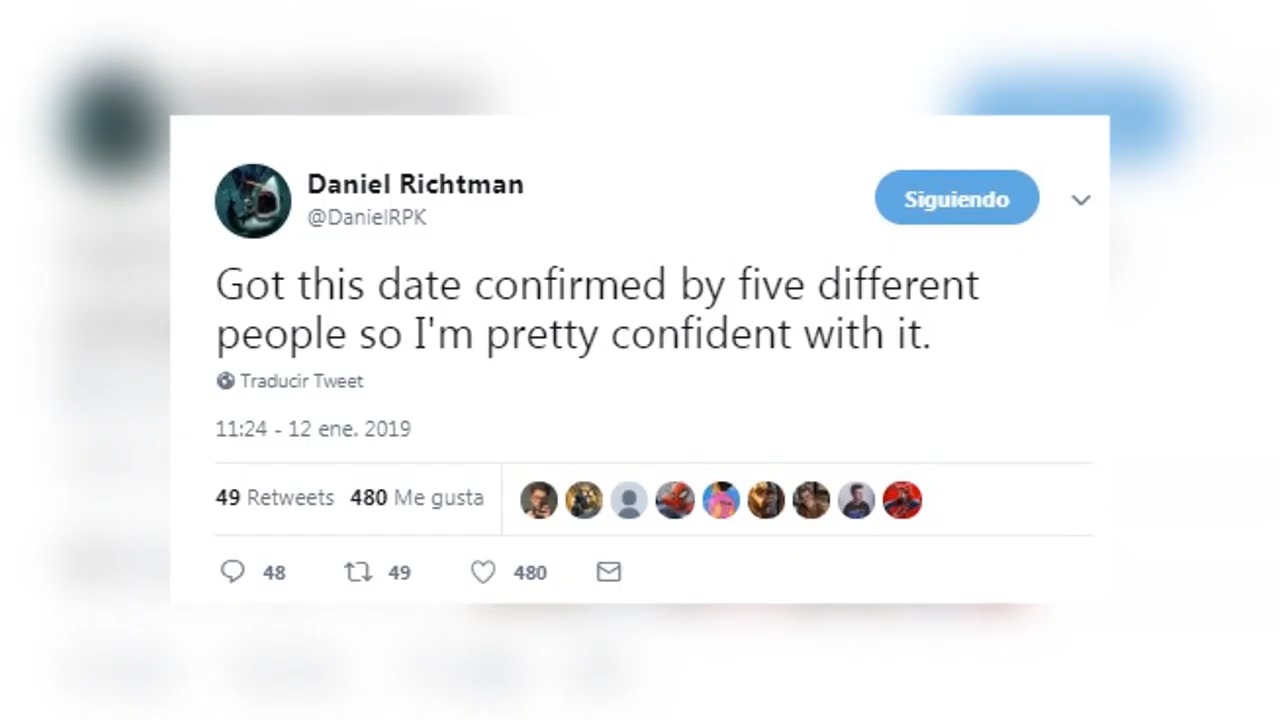 Daniel Richtman
@DanielRPK
Siguiendo
Got this date confirmed by five different
people so I'm pretty confident with it.
Traducir Tweet
11:24 - 12 ene. 2019
49 Retweets 480 Me gusta
48 49 480